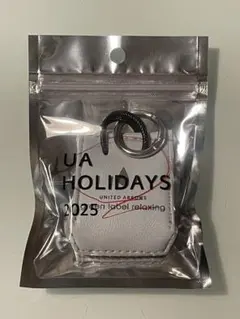 UA
HOLIDAYS
UNITED ARROWS
green label relaxing
2025